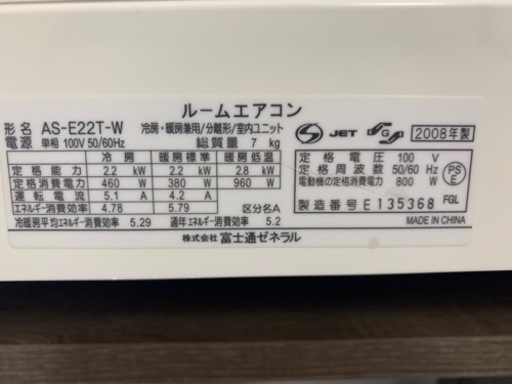 ルームエアコン
形名 AS-E22T-W 冷房・暖房兼用/分離形/室内ユニット
電源 単相 100V 50/60Hz 総質量 7 kg
冷房 暖房標準 暖房低温
定格能力 2.2 kW 2.2 kW 2.8 kW
定格消費電力 460 W 380 W 960 W
運転電流 5.1 A 4.2 A
エネルギー消費効率 4.78 5.79 区分名A
冷暖房平均エネルギー消費効率 5.29 通年エネルギー消費効率 5.2
株式会社 富士通ゼネラル
S JET 2008年製
定格電圧 100 V
定格周波数 50/60 Hz
電動機の定格消費電力 800 W
PS E
製造番号 E135368 FGL
MADE IN CHINA